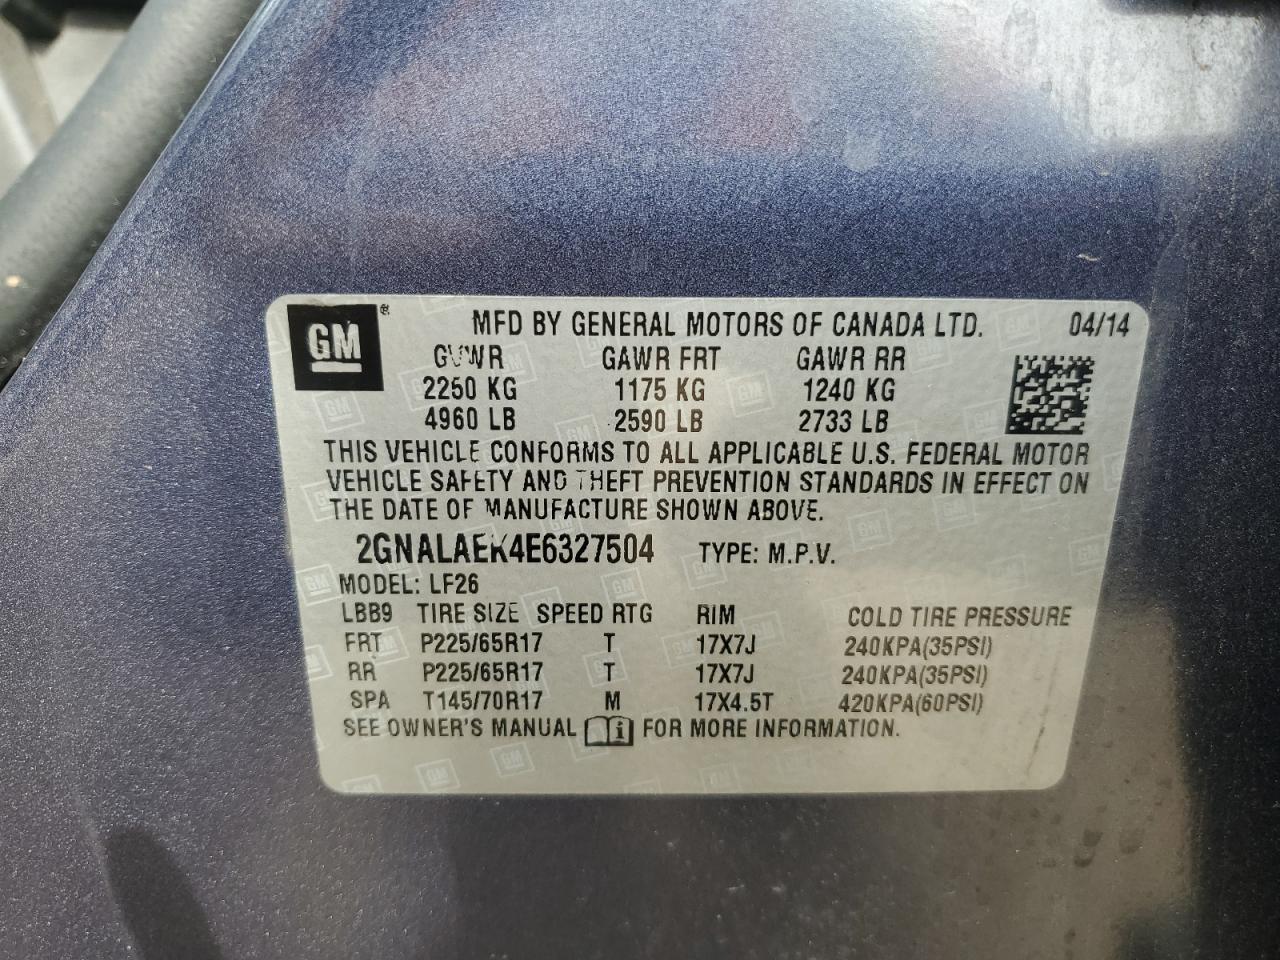 GM ® MFD BY GENERAL MOTORS OF CANADA LTD. 04/14
GVWR GAWR FRT GAWR RR
2250 KG 1175 KG 1240 KG
4960 LB 2590 LB 2733 LB
THIS VEHICLE CONFORMS TO ALL APPLICABLE U.S. FEDERAL MOTOR
VEHICLE SAFETY AND THEFT PREVENTION STANDARDS IN EFFECT ON
THE DATE OF MANUFACTURE SHOWN ABOVE.
2GNALAEK4E6327504 TYPE: M.P.V.
MODEL: LF26
LBB9 TIRE SIZE SPEED RTG RIM COLD TIRE PRESSURE
FRT P225/65R17 T 17X7J 240KPA(35PSI)
RR P225/65R17 T 17X7J 240KPA(35PSI)
SPA T145/70R17 M 17X4.5T 420KPA(60PSI)
SEE OWNER'S MANUAL i FOR MORE INFORMATION.